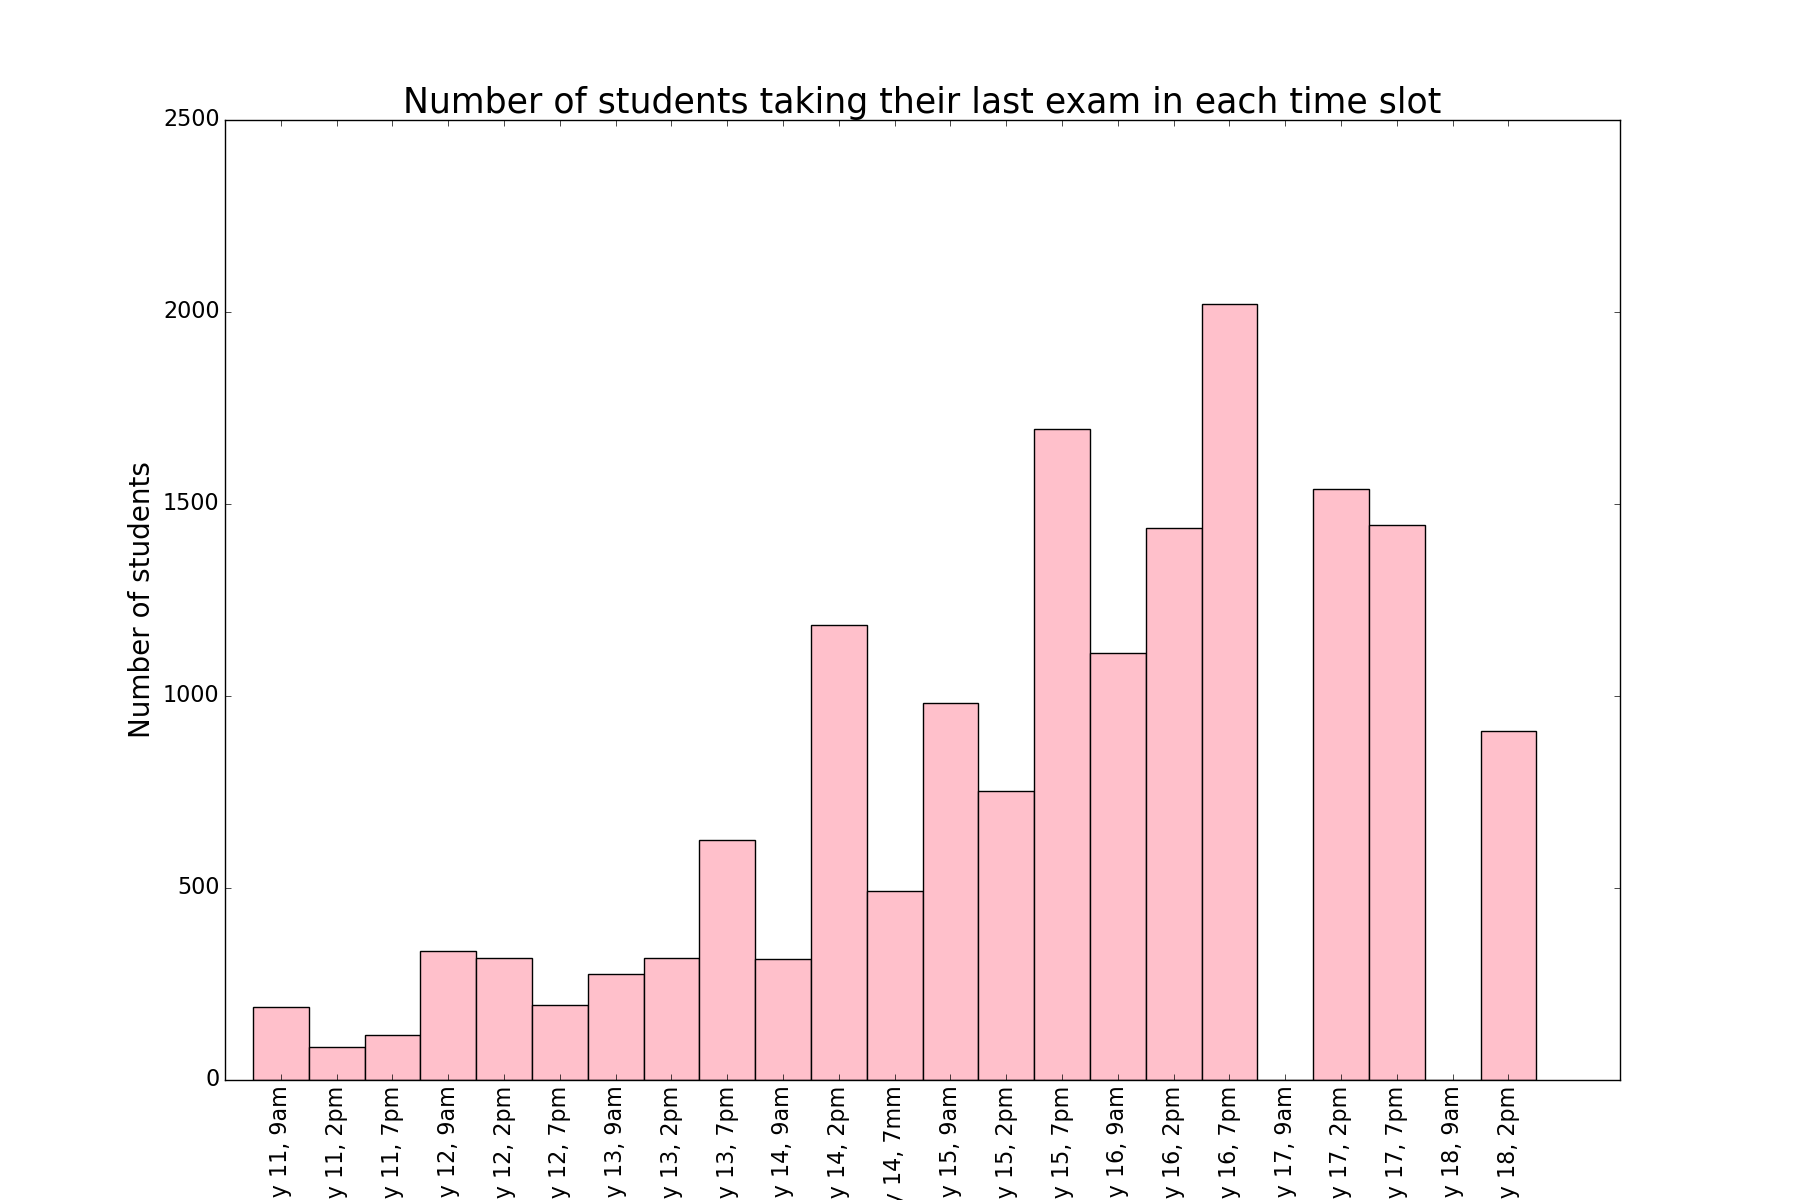 Number of students taking their last exam in each time slot
Number of students
2500
2000
1500
1000
500
0
y 11, 9am
y 11, 2pm
y 11, 7pm
y 12, 9am
y 12, 2pm
y 12, 7pm
y 13, 9am
y 13, 2pm
y 13, 7pm
y 14, 9am
y 14, 2pm
y 14, 7mm
y 15, 9am
y 15, 2pm
y 15, 7pm
y 16, 9am
y 16, 2pm
y 16, 7pm
y 17, 9am
y 17, 2pm
y 17, 7pm
y 18, 9am
y 18, 2pm